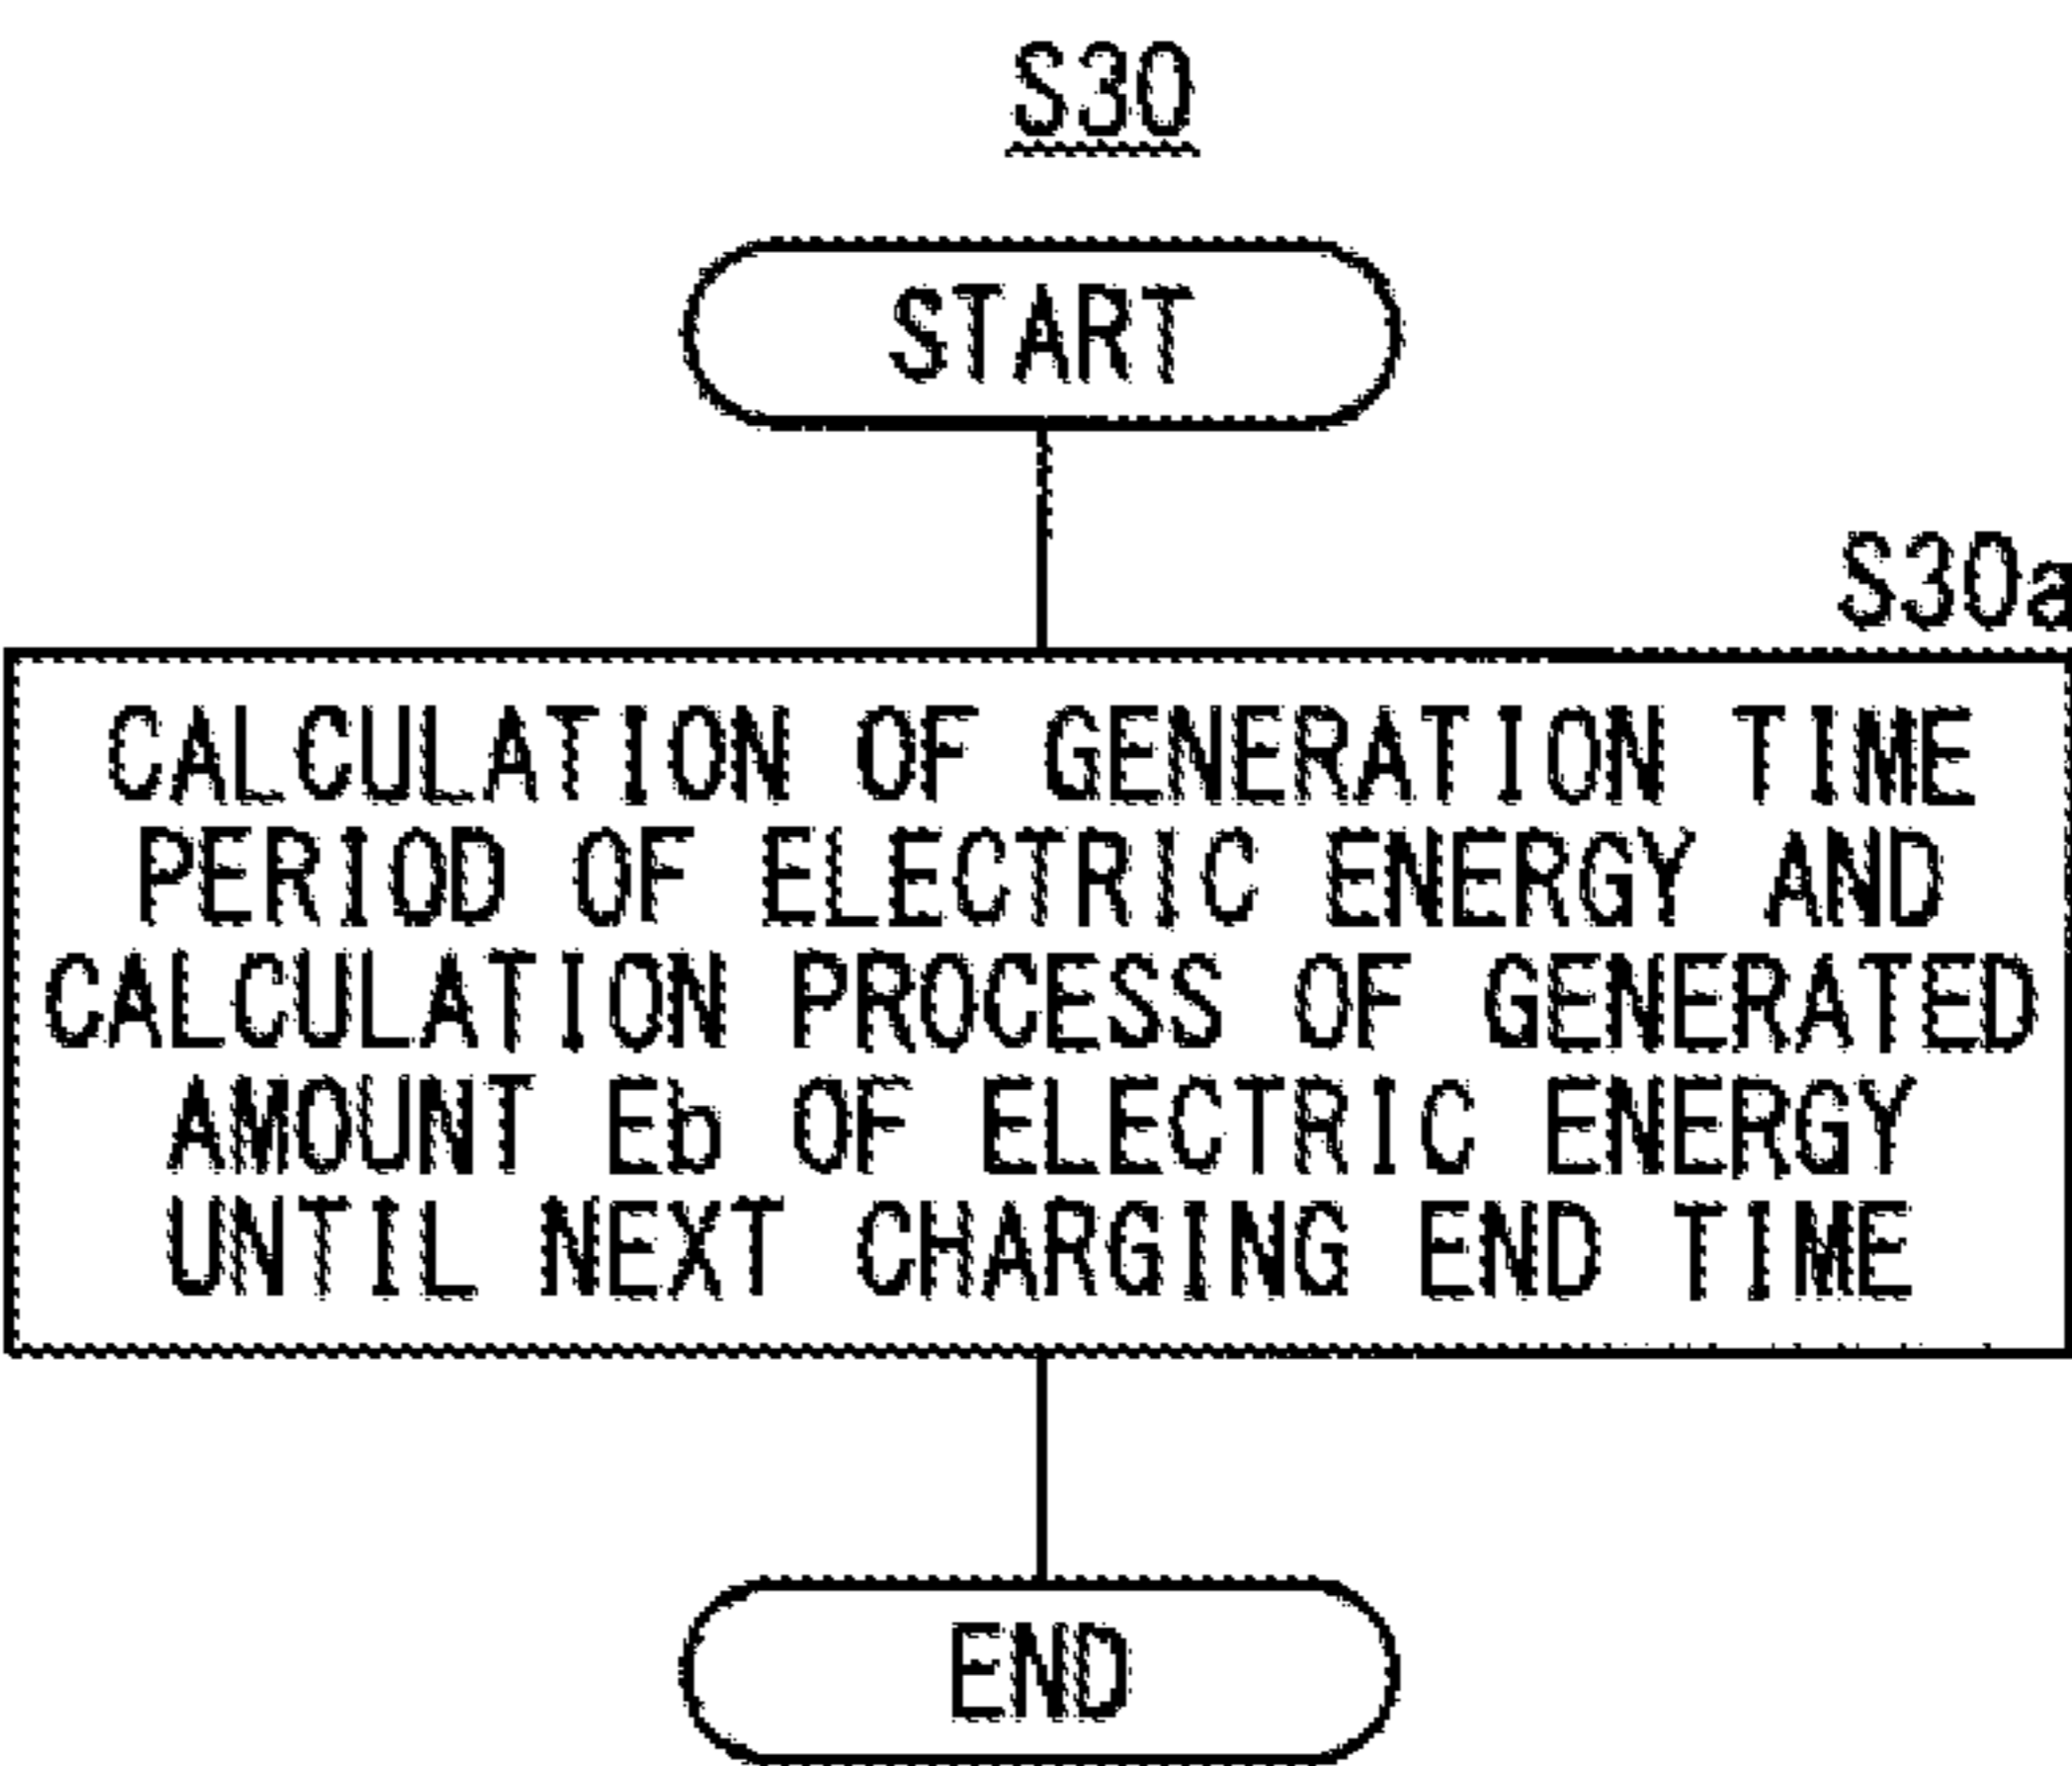 S30
START
S30a
CALCULATION OF GENERATION TIME
PERIOD OF ELECTRIC ENERGY AND
CALCULATION PROCESS OF GENERATED
AMOUNT Eb OF ELECTRIC ENERGY
UNTIL NEXT CHARGING END TIME
END